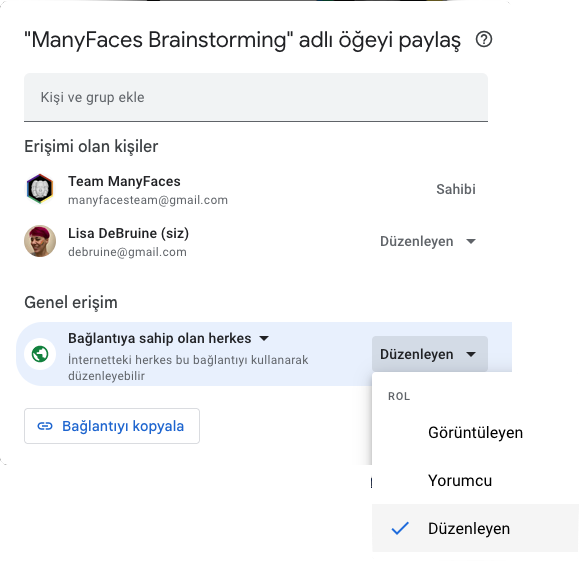 "ManyFaces Brainstorming" adlı öğeyi paylaş
Kişi ve grup ekle
Erişimi olan kişiler
Team ManyFaces
manyfacesteam@gmail.com
Sahibi
Lisa DeBruine (siz)
debruine@gmail.com
Düzenleyen
Genel erişim
Bağlantıya sahip olan herkes
İnternetteki herkes bu bağlantıyı kullanarak
düzenleyebilir
Düzenleyen
Bağlantıyı kopyala
ROL
Görüntüleyen
Yorumcu
Düzenleyen